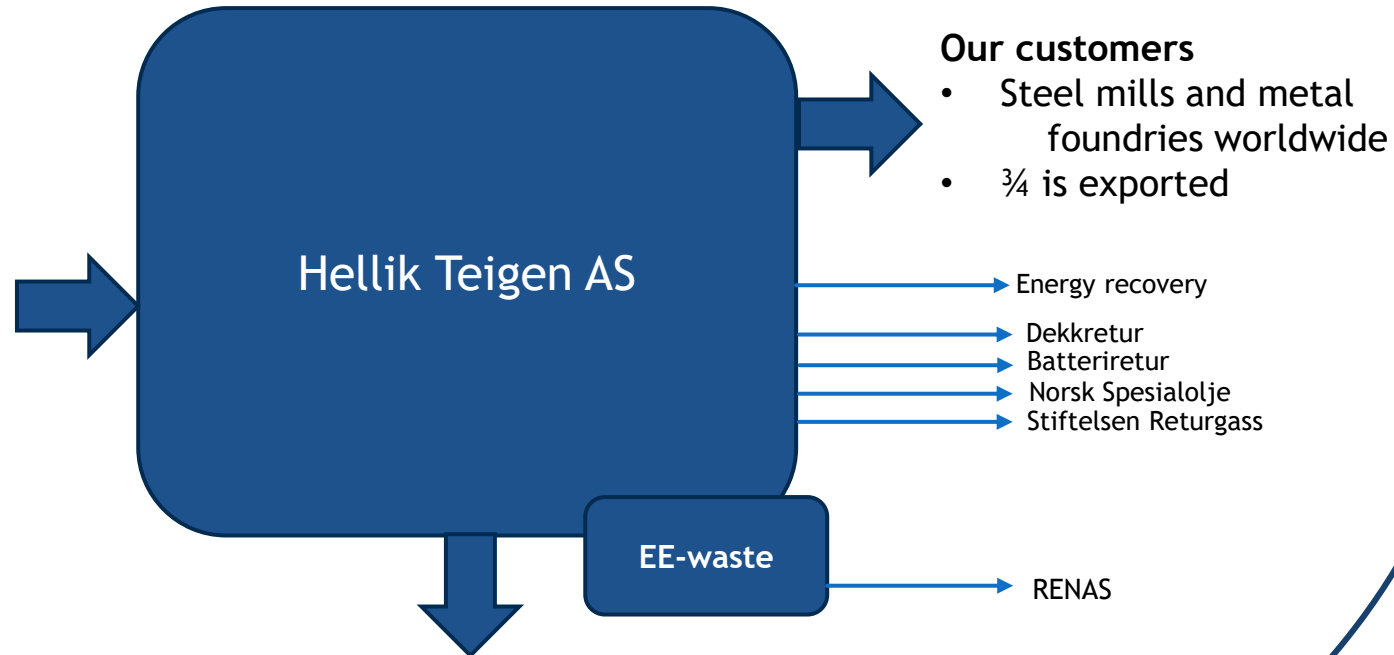 Our customers
• Steel mills and metal
foundries worldwide
• ¾ is exported
Hellik Teigen AS
Energy recovery
Dekkretur
Batteriretur
Norsk Spesialolje
Stiftelsen Returgass
EE-waste
RENAS